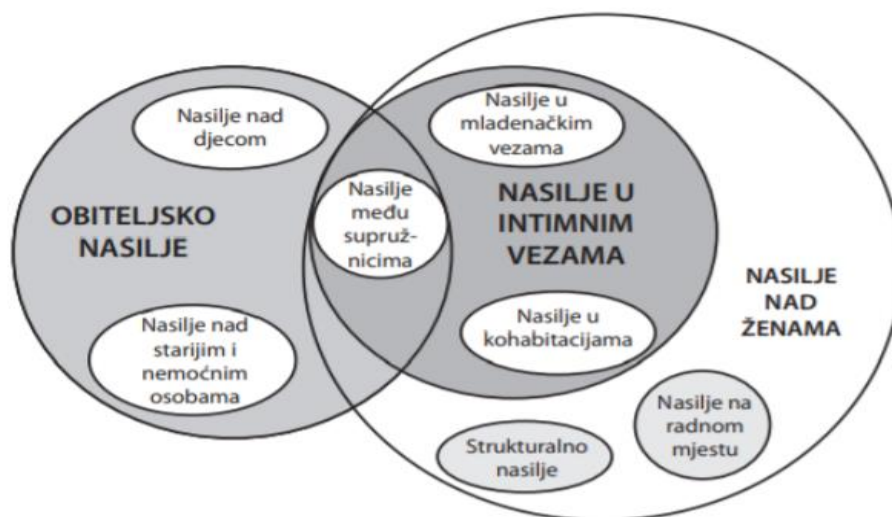 Nasilje nad
djecom
OBITELJSKO
NASILJE
Nasilje nad
starijim i
nemoćnim
osobama
Nasilje
među
supruž-
nicima
Nasilje u
mladenačkim
vezama
NASILJE U
INTIMNIM
VEZAMA
Nasilje u
kohabitacijama
NASILJE
NAD
ŽENAMA
Nasilje na
radnom
mjestu
Strukturalno
nasilje